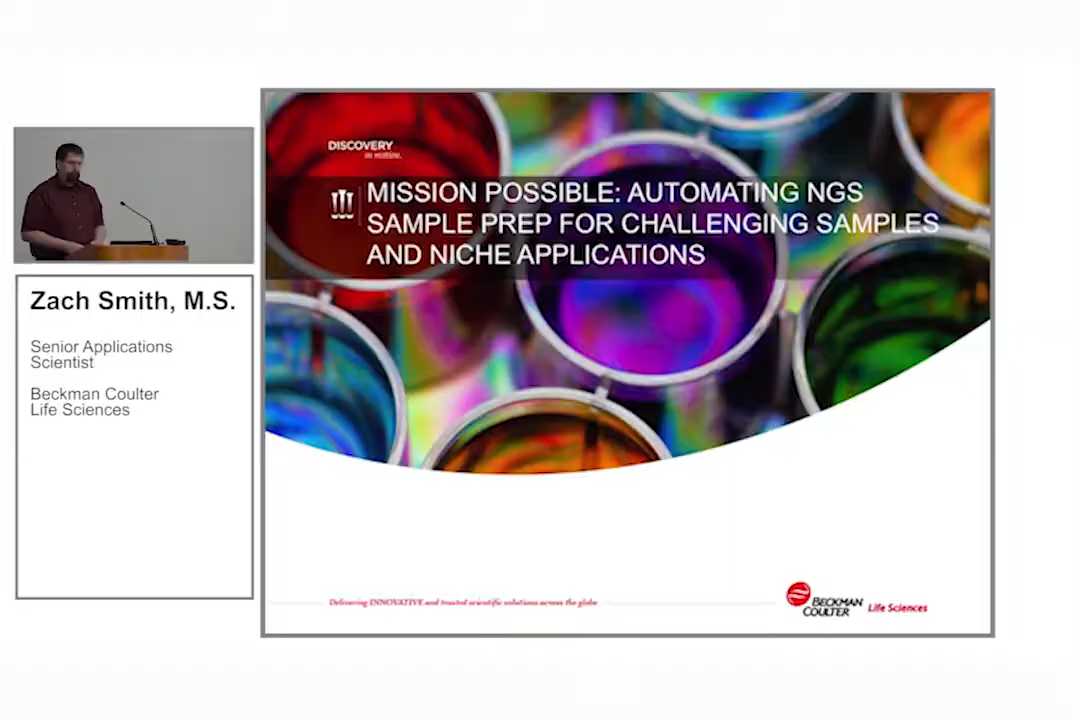 Zach Smith, M.S.
Senior Applications
Scientist
Beckman Coulter
Life Sciences
DISCOVERY
in motion.
MISSION POSSIBLE: AUTOMATING NGS
SAMPLE PREP FOR CHALLENGING SAMPLES
AND NICHE APPLICATIONS
Delivering INNOVATIVE and trusted scientific solutions across the globe
BECKMAN
COULTER
Life Sciences